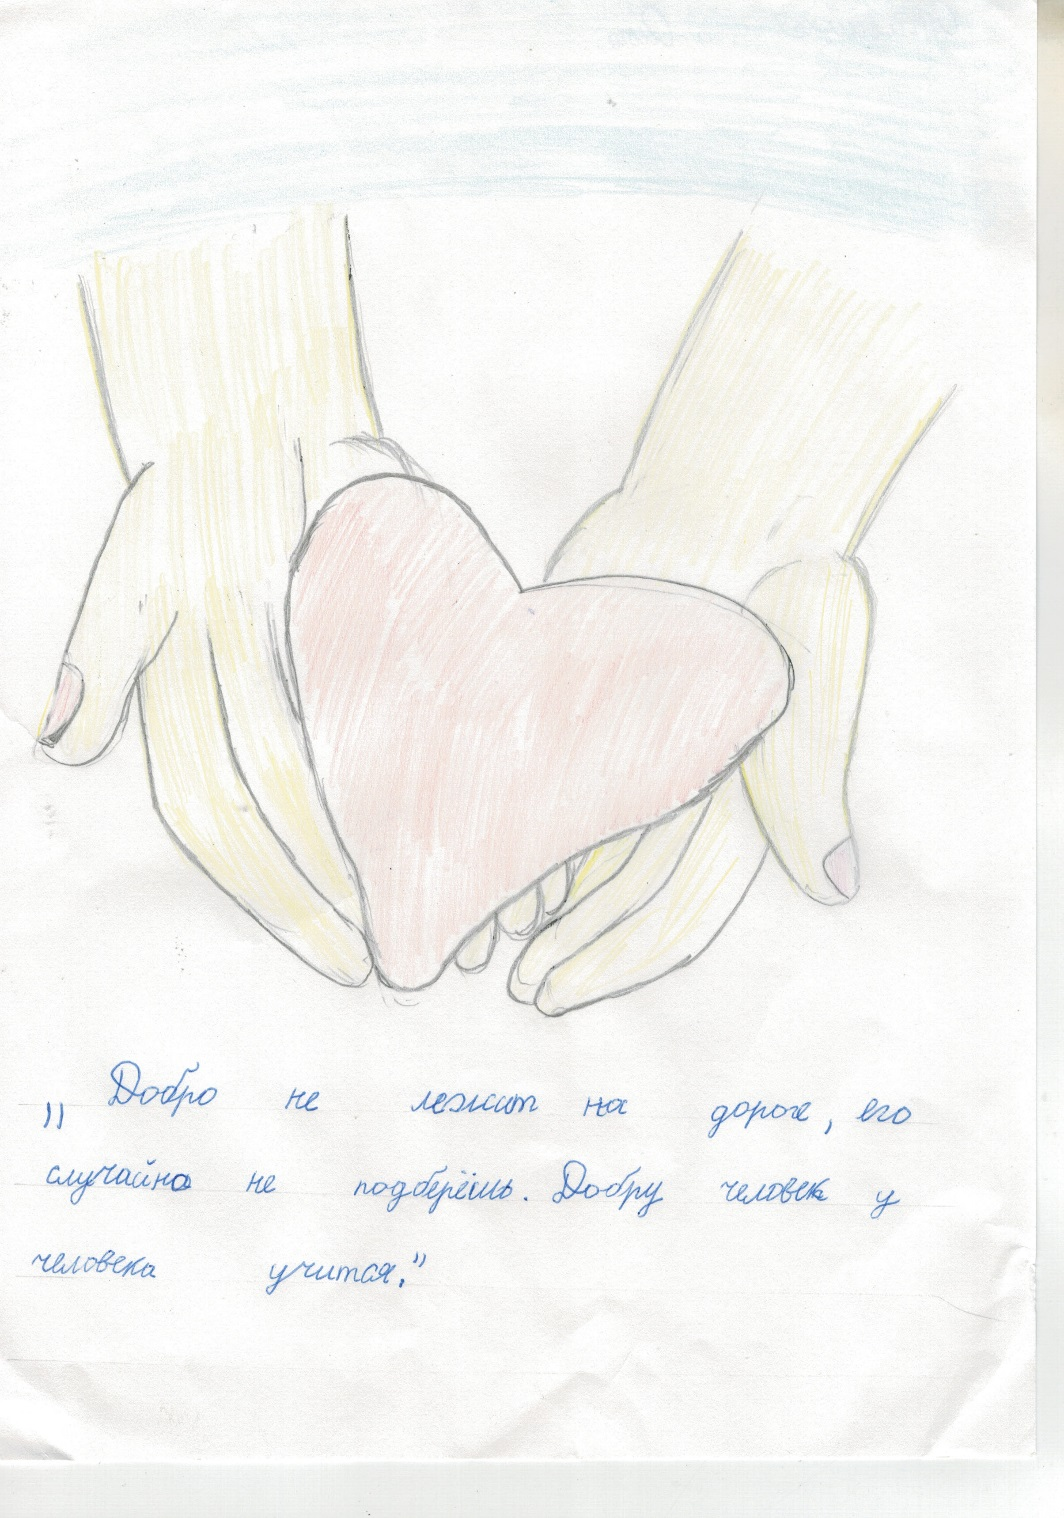 „Добро не лежит на дороге, его
случайно не подберёшь. Добру человек у
человека учится."